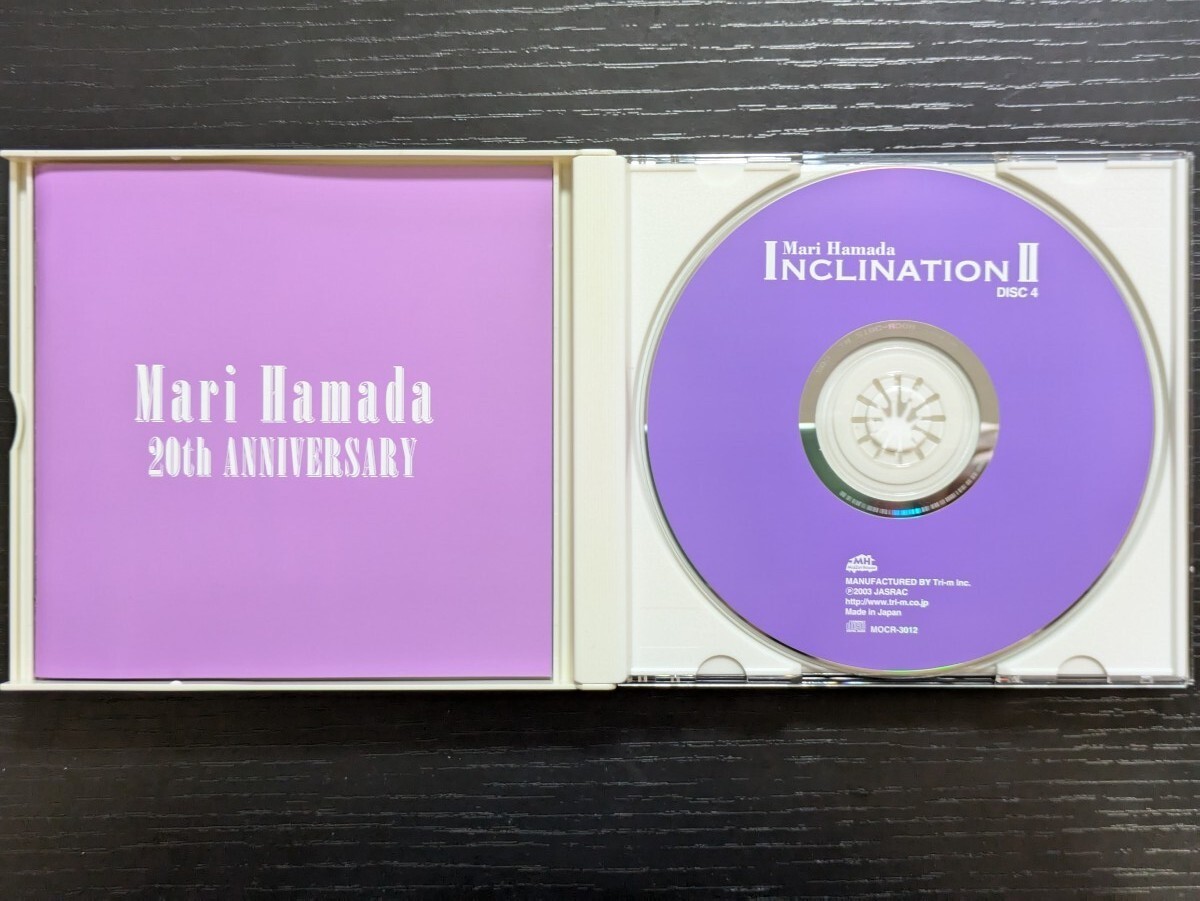 Mari Hamada
20th ANNIVERSARY
Mari Hamada
INCLINATION II
DISC 4
MH
MANUFACTURED BY Tri-m Inc.
℗2003 JASRAC
http://www.tri-m.co.jp
Made in Japan
MOCR-3012